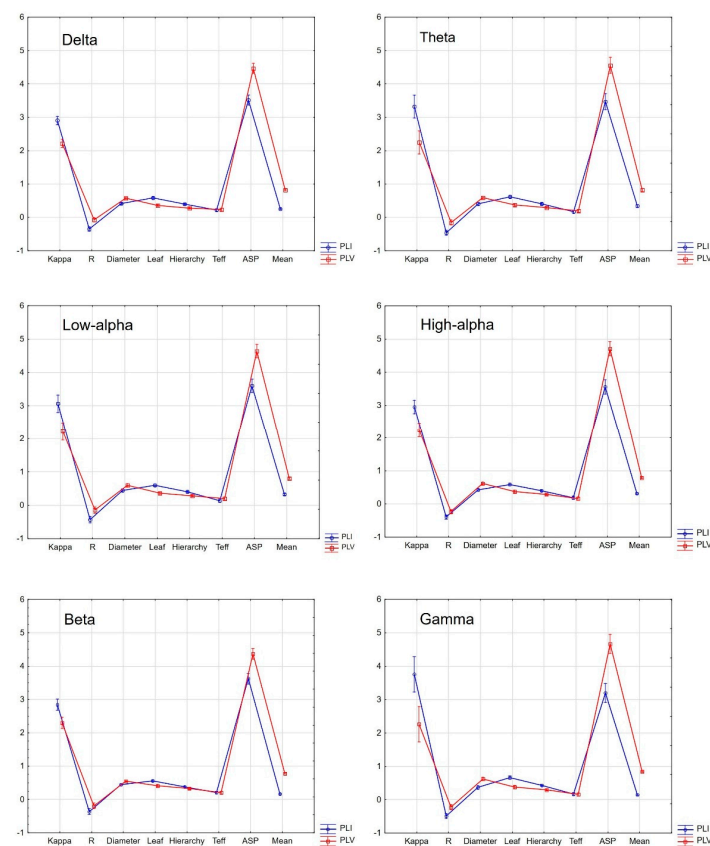 Delta
6
5
4
3
2
1
0
-1
Kappa R Diameter Leaf Hierarchy Teff ASP Mean
PLI
PLV
Theta
6
5
4
3
2
1
0
-1
Kappa R Diameter Leaf Hierarchy Teff ASP Mean
PLI
PLV
Low-alpha
6
5
4
3
2
1
0
-1
Kappa R Diameter Leaf Hierarchy Teff ASP Mean
PLI
PLV
High-alpha
6
5
4
3
2
1
0
-1
Kappa R Diameter Leaf Hierarchy Teff ASP Mean
PLI
PLV
Beta
6
5
4
3
2
1
0
-1
Kappa R Diameter Leaf Hierarchy Teff ASP Mean
PLI
PLV
Gamma
6
5
4
3
2
1
0
-1
Kappa R Diameter Leaf Hierarchy Teff ASP Mean
PLI
PLV